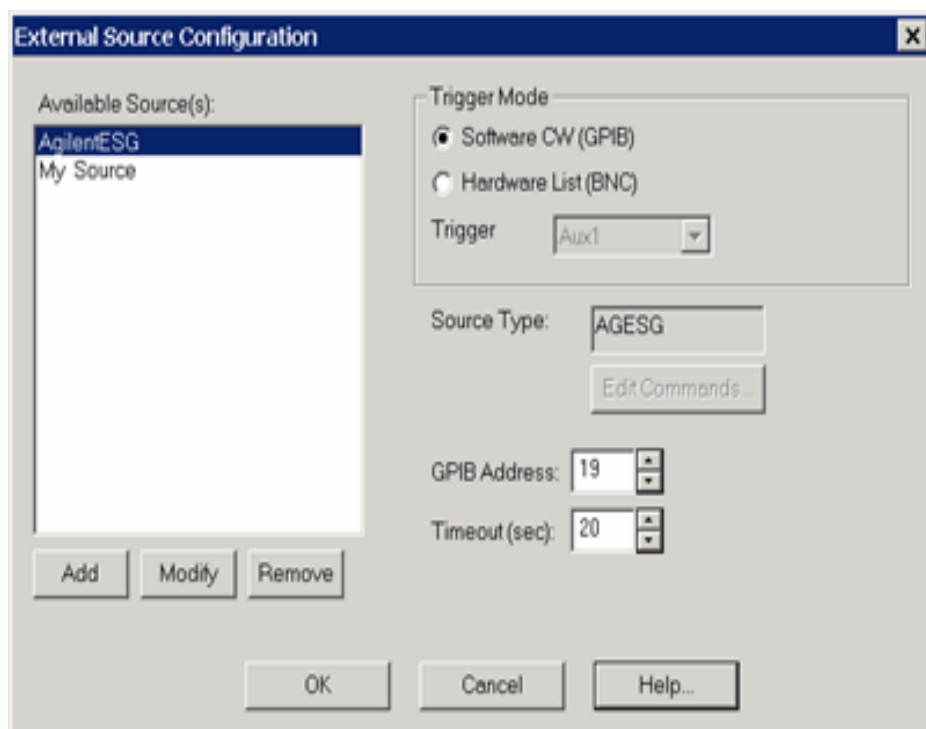 External Source Configuration
Available Source(s):
AgilentESG
My Source
Add
Modify
Remove
Trigger Mode
Software CW (GPIB)
Hardware List (BNC)
Trigger
Aux1
Source Type:
AGESG
Edit Commands...
GPIB Address:
19
Timeout (sec):
20
OK
Cancel
Help...